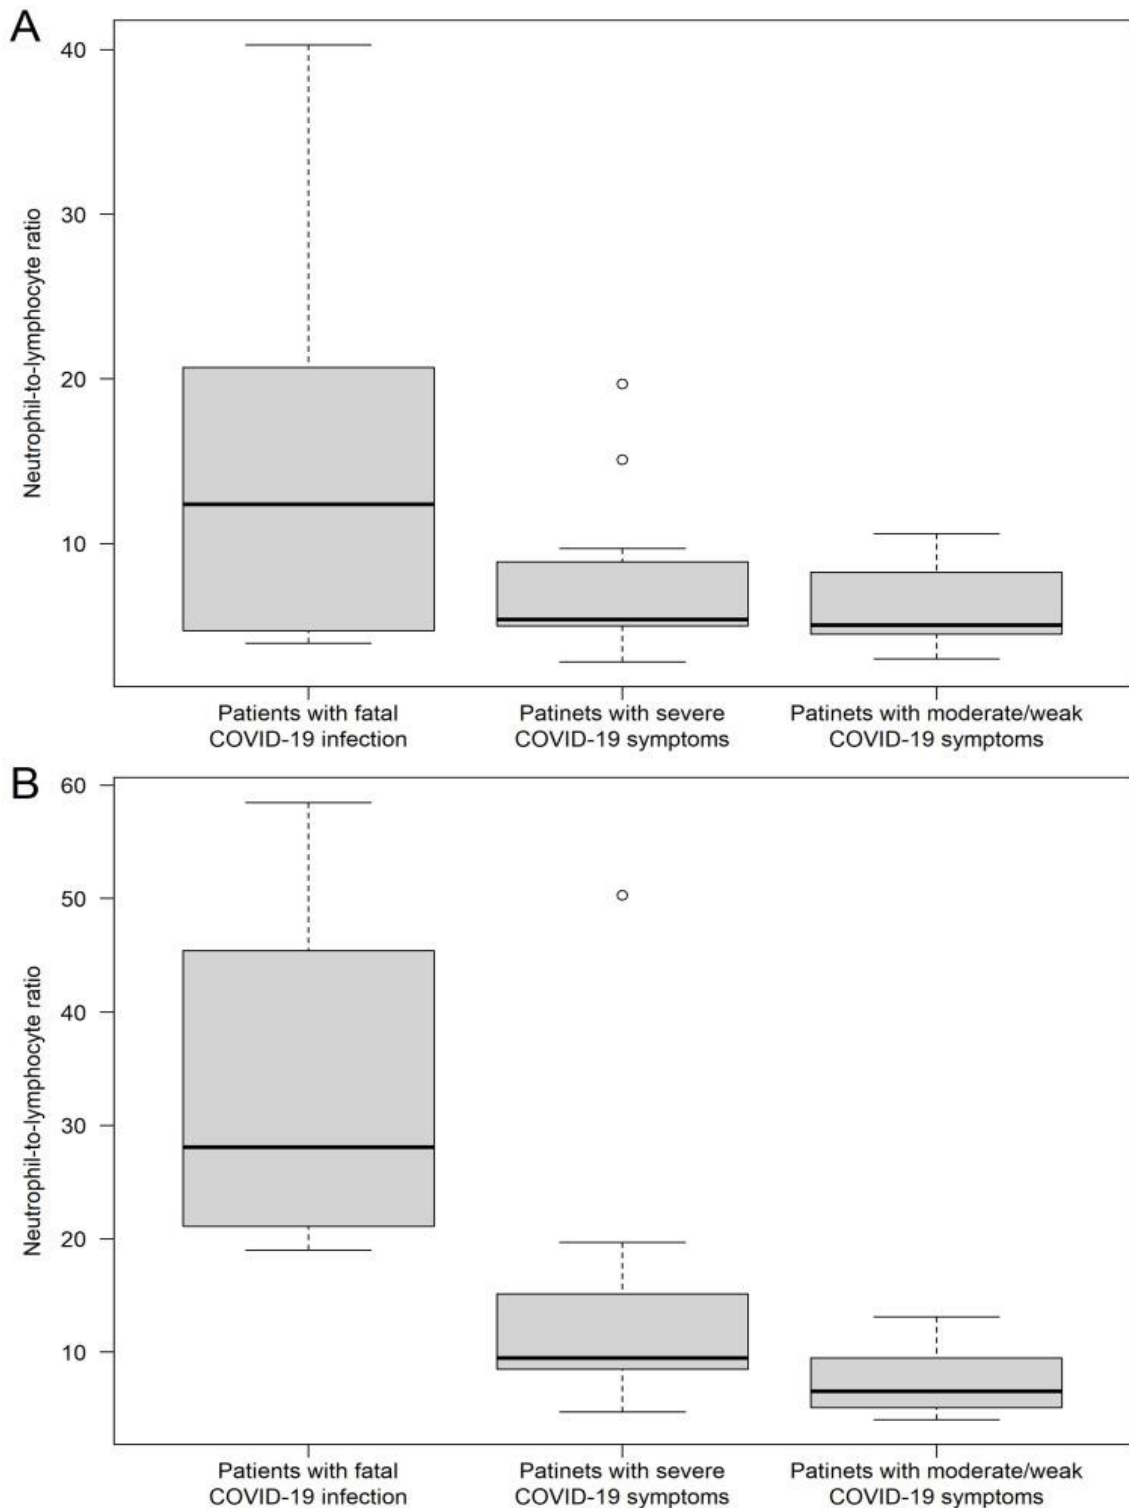 A
40
30
20
10
Neutrophil-to-lymphocyte ratio
Patients with fatal
COVID-19 infection
Patinets with severe
COVID-19 symptoms
Patinets with moderate/weak
COVID-19 symptoms
B
60
50
40
30
20
10
Neutrophil-to-lymphocyte ratio
Patients with fatal
COVID-19 infection
Patinets with severe
COVID-19 symptoms
Patinets with moderate/weak
COVID-19 symptoms